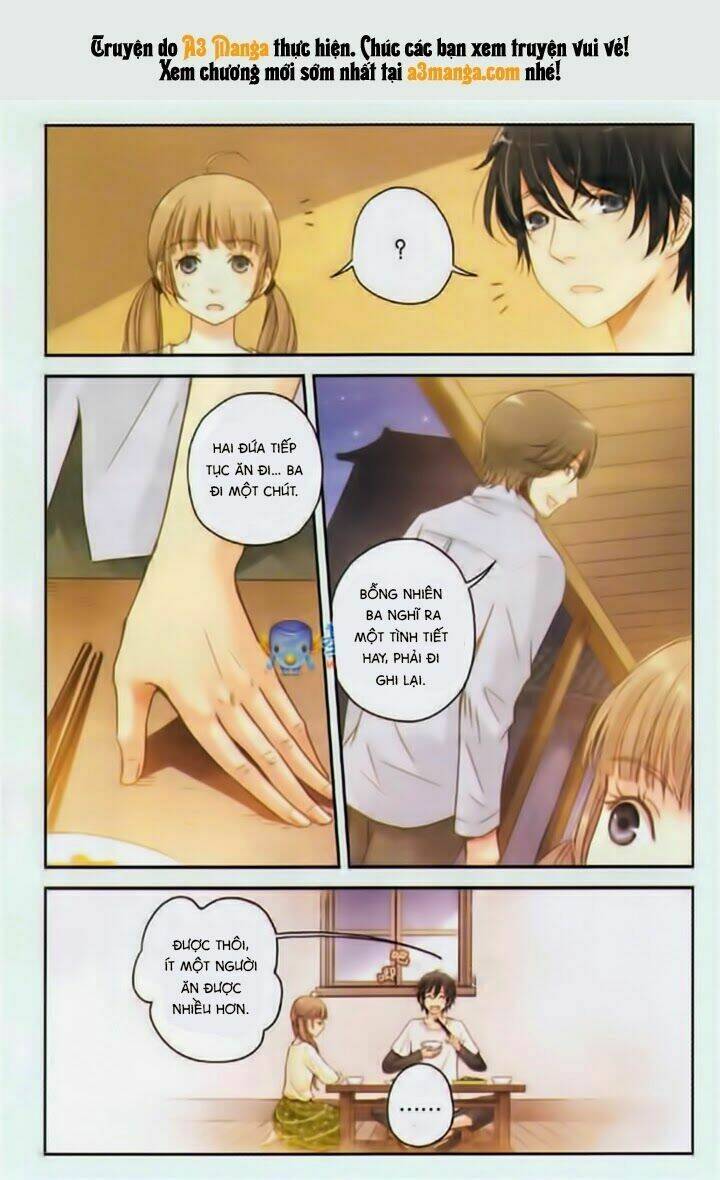 Truyện do A3 Manga thực hiện. Chúc các bạn xem truyện vui vẻ!
Xem chương mới sớm nhất tại a3manga.com nhé!
?
HAI ĐỨA TIẾP
TỤC ĂN ĐI... BA
ĐI MỘT CHÚT.
BỖNG NHIÊN
BA NGHĨ RA
MỘT TÌNH TIẾT
HAY, PHẢI ĐI
GHI LẠI.
ĐƯỢC THÔI,
ÍT MỘT NGƯỜI
ĂN ĐƯỢC
NHIỀU HƠN.
......